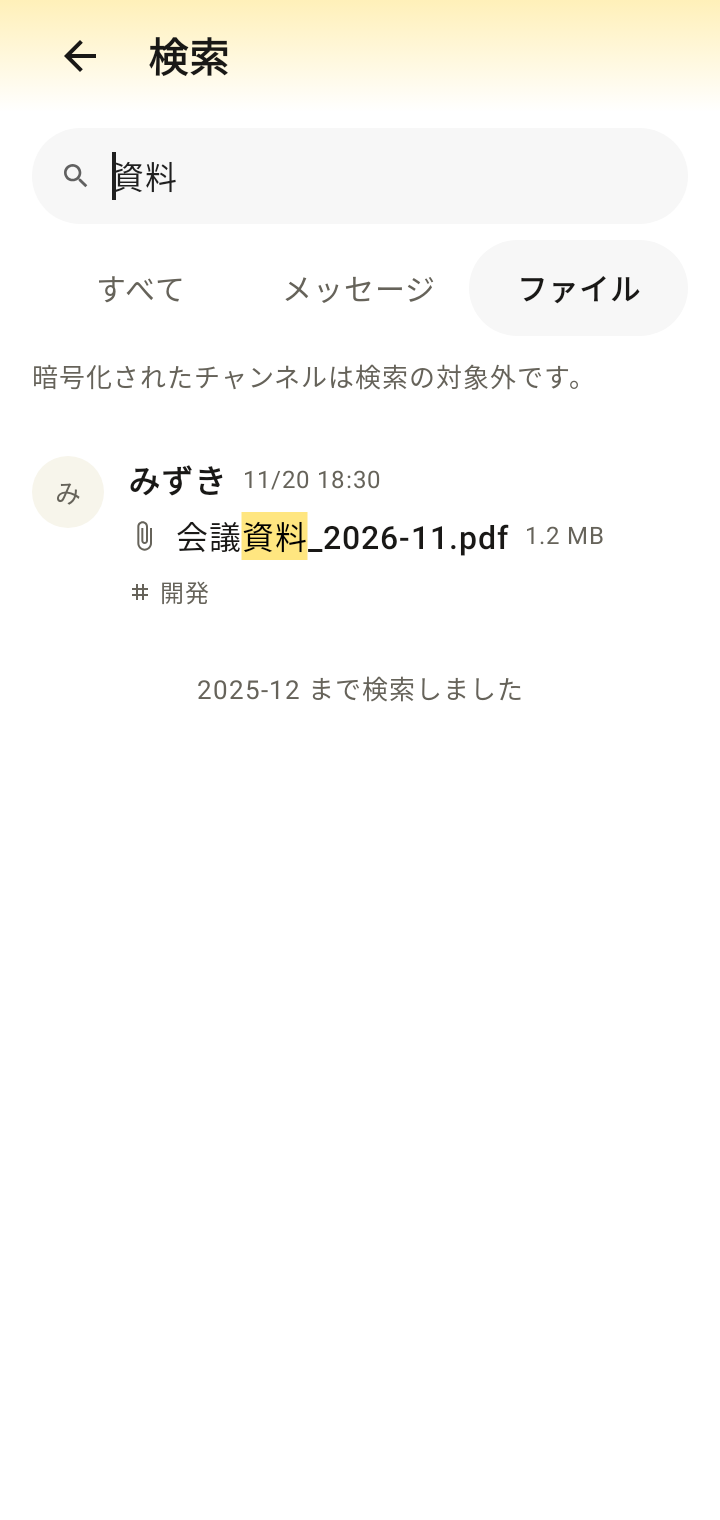 検索
資料
すべて メッセージ ファイル
暗号化されたチャンネルは検索の対象外です。
み みずき 11/20 18:30
会議資料_2026-11.pdf 1.2 MB
# 開発
2025-12 まで検索しました